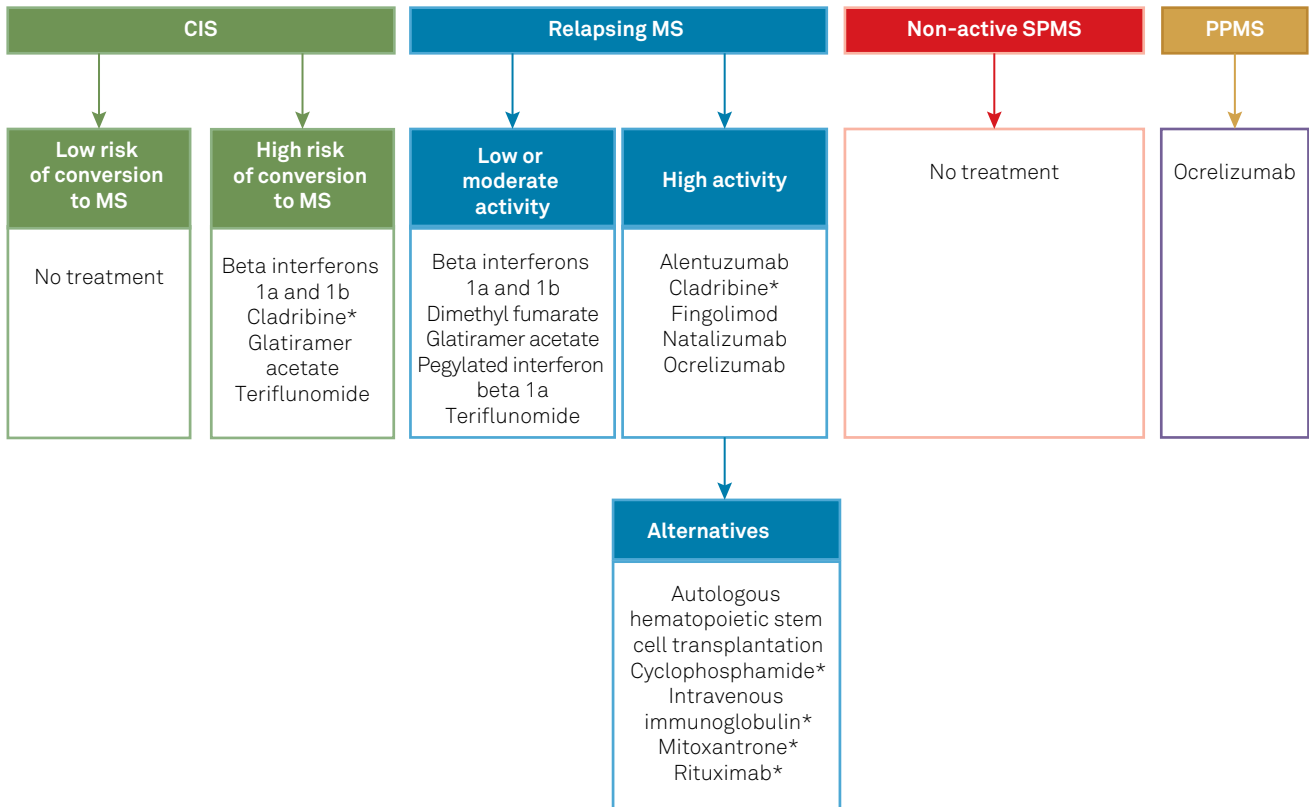 CIS
Relapsing MS
Non-active SPMS
PPMS
Low risk
of conversion
to MS
High risk
of conversion
to MS
Low or
moderate
activity
High activity
No treatment
Ocrelizumab
No treatment
Beta interferons
1a and 1b
Cladribine*
Glatiramer
acetate
Teriflunomide
Beta interferons
1a and 1b
Dimethyl fumarate
Glatiramer acetate
Pegylated interferon
beta 1a
Teriflunomide
Alentuzumab
Cladribine*
Fingolimod
Natalizumab
Ocrelizumab
Alternatives
Autologous
hematopoietic stem
cell transplantation
Cyclophosphamide*
Intravenous
immunoglobulin*
Mitoxantrone*
Rituximab*